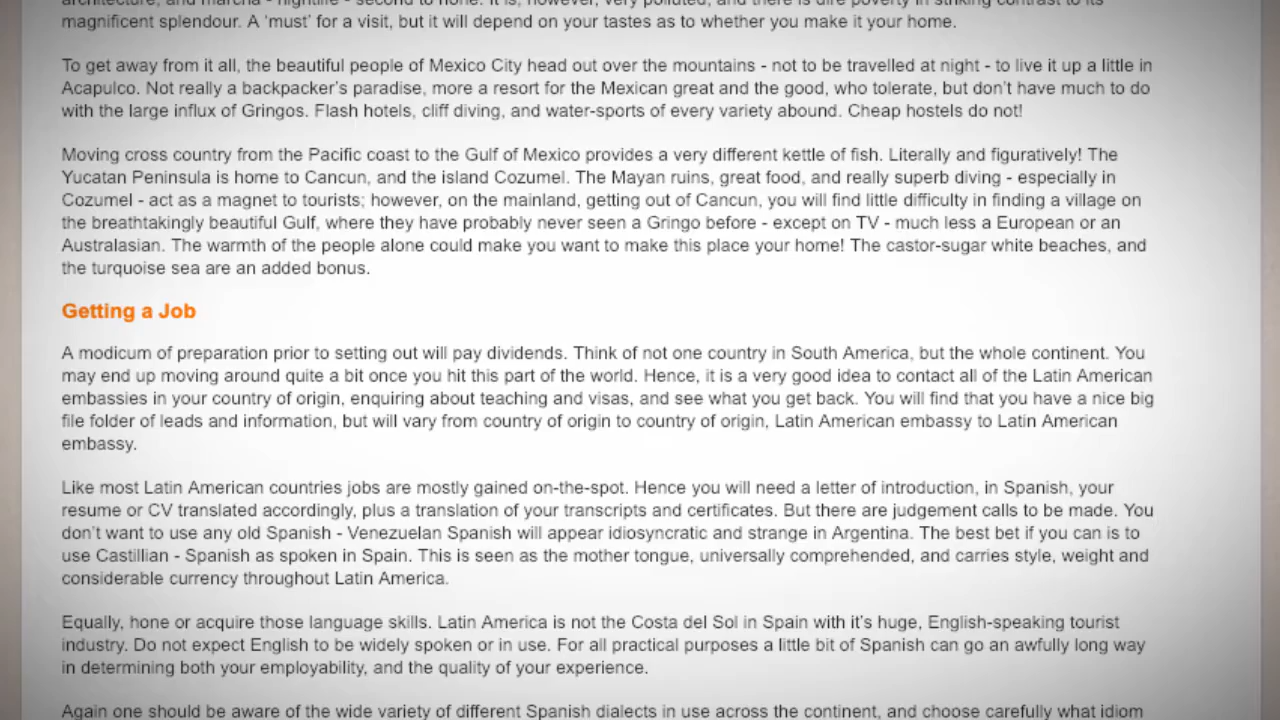 architecture, and marcha - nightlife - second to none. It is, however, very polluted, and there is dire poverty in striking contrast to its
magnificent splendour. A ‘must’ for a visit, but it will depend on your tastes as to whether you make it your home.
To get away from it all, the beautiful people of Mexico City head out over the mountains - not to be travelled at night - to live it up a little in
Acapulco. Not really a backpacker’s paradise, more a resort for the Mexican great and the good, who tolerate, but don’t have much to do
with the large influx of Gringos. Flash hotels, cliff diving, and water-sports of every variety abound. Cheap hostels do not!
Moving cross country from the Pacific coast to the Gulf of Mexico provides a very different kettle of fish. Literally and figuratively! The
Yucatan Peninsula is home to Cancun, and the island Cozumel. The Mayan ruins, great food, and really superb diving - especially in
Cozumel - act as a magnet to tourists; however, on the mainland, getting out of Cancun, you will find little difficulty in finding a village on
the breathtakingly beautiful Gulf, where they have probably never seen a Gringo before - except on TV - much less a European or an
Australasian. The warmth of the people alone could make you want to make this place your home! The castor-sugar white beaches, and
the turquoise sea are an added bonus.
Getting a Job
A modicum of preparation prior to setting out will pay dividends. Think of not one country in South America, but the whole continent. You
may end up moving around quite a bit once you hit this part of the world. Hence, it is a very good idea to contact all of the Latin American
embassies in your country of origin, enquiring about teaching and visas, and see what you get back. You will find that you have a nice big
file folder of leads and information, but will vary from country of origin to country of origin, Latin American embassy to Latin American
embassy.
Like most Latin American countries jobs are mostly gained on-the-spot. Hence you will need a letter of introduction, in Spanish, your
resume or CV translated accordingly, plus a translation of your transcripts and certificates. But there are judgement calls to be made. You
don’t want to use any old Spanish - Venezuelan Spanish will appear idiosyncratic and strange in Argentina. The best bet if you can is to
use Castillian - Spanish as spoken in Spain. This is seen as the mother tongue, universally comprehended, and carries style, weight and
considerable currency throughout Latin America.
Equally, hone or acquire those language skills. Latin America is not the Costa del Sol in Spain with it’s huge, English-speaking tourist
industry. Do not expect English to be widely spoken or in use. For all practical purposes a little bit of Spanish can go an awfully long way
in determining both your employability, and the quality of your experience.
Again one should be aware of the wide variety of different Spanish dialects in use across the continent, and choose carefully what idiom